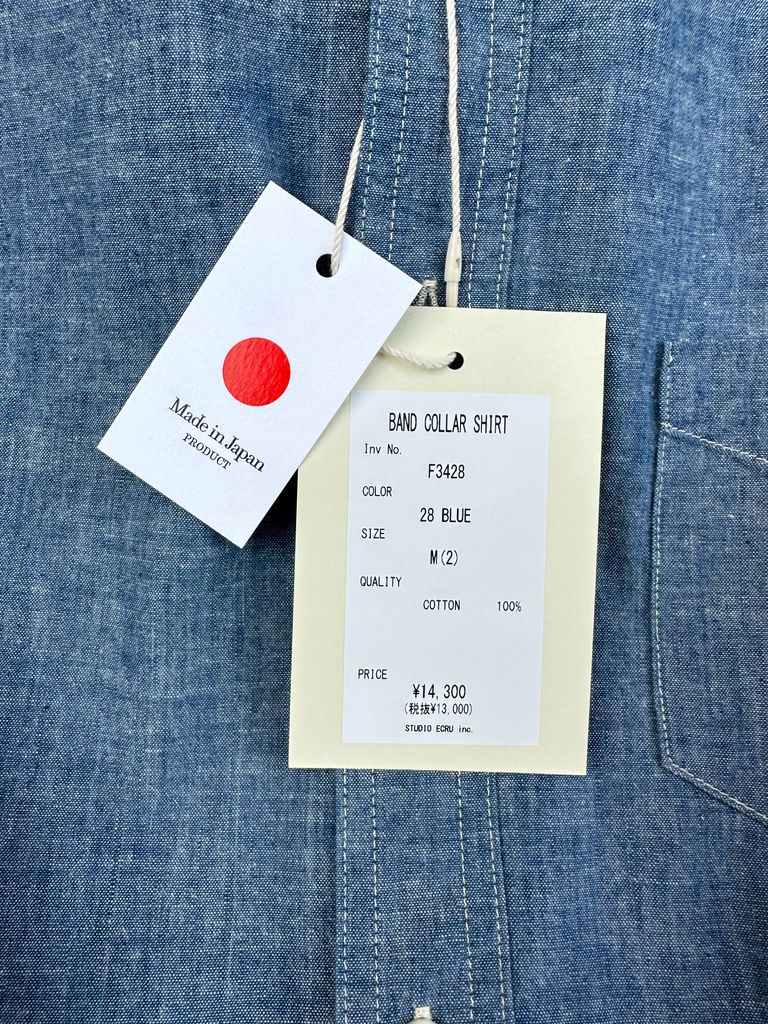 Made in Japan
PRODUCT
BAND COLLAR SHIRT
Inv No.
F3428
COLOR
28 BLUE
SIZE
M(2)
QUALITY
COTTON 100%
PRICE
¥14,300
(税抜¥13,000)
STUDIO ECRU inc.